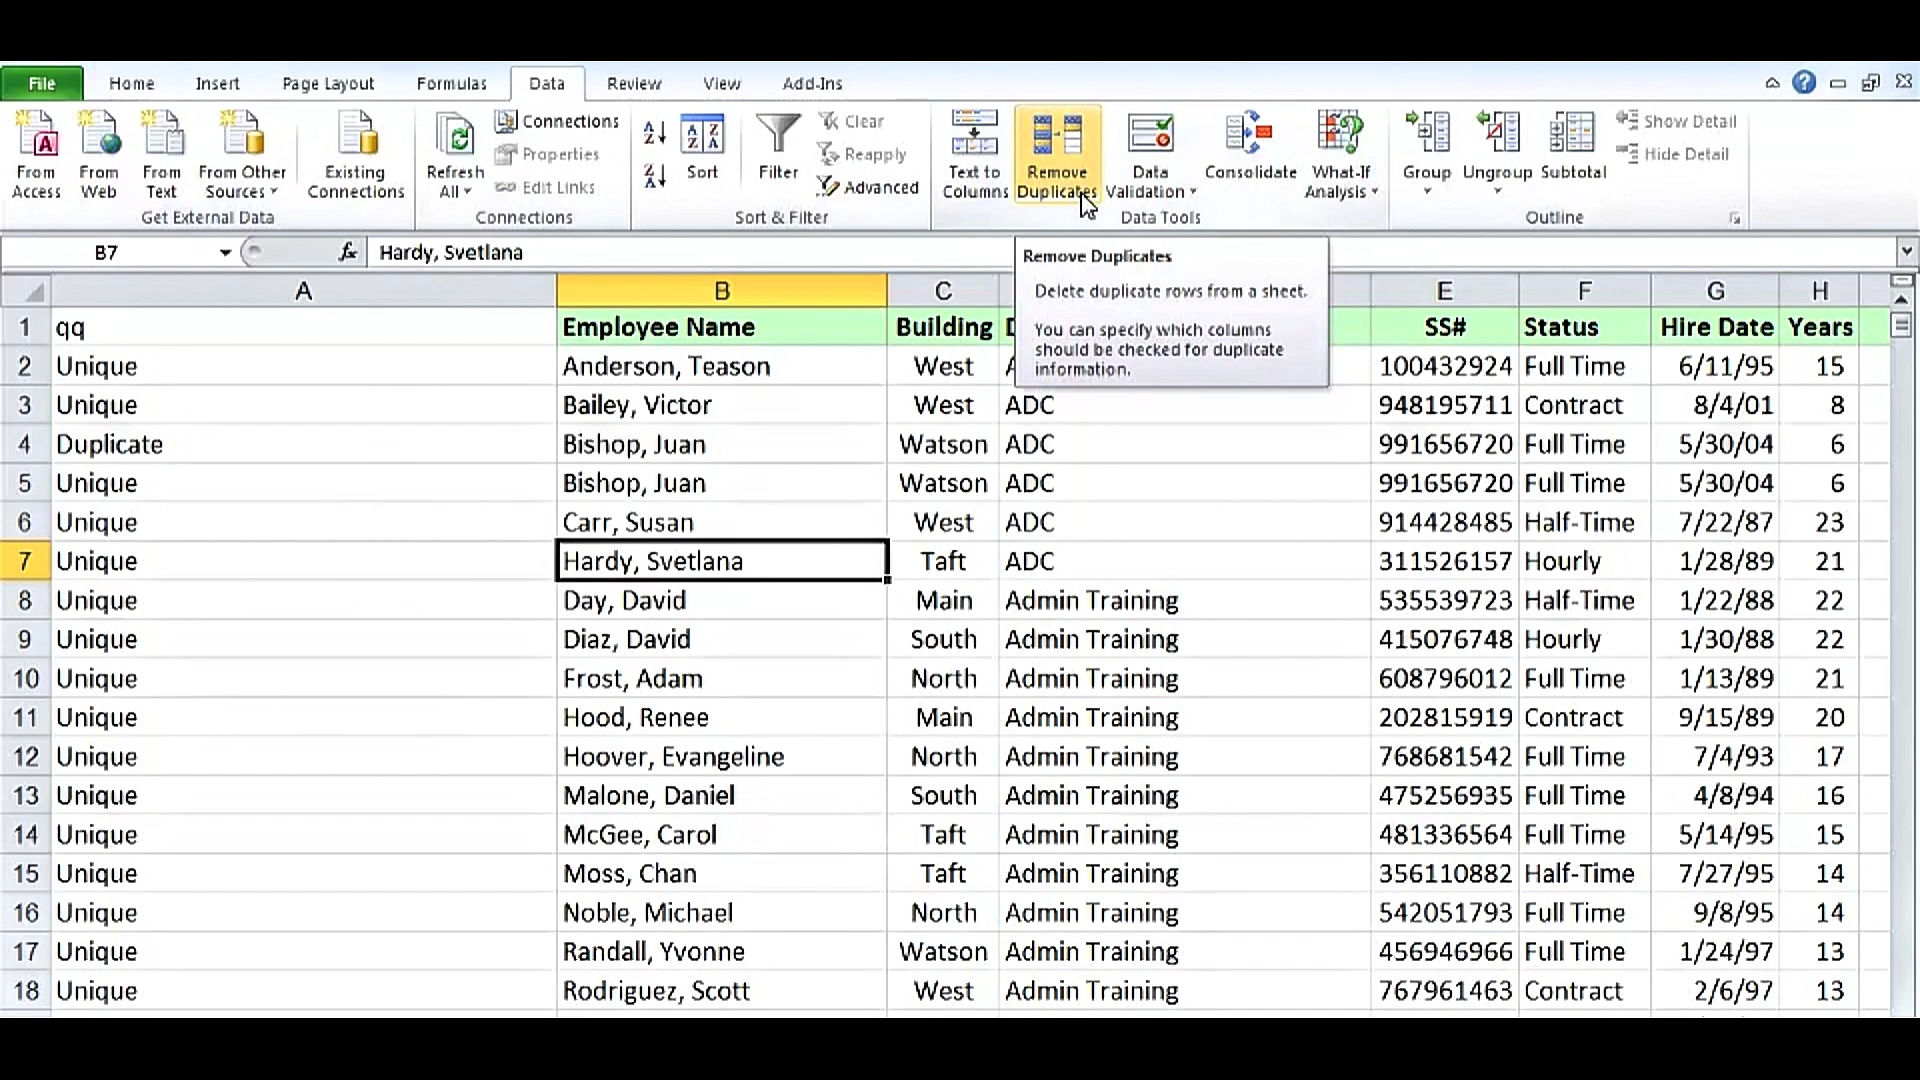 File Home Insert Page Layout Formulas Data Review View Add-Ins
From Access From Web From Text From Other Sources Existing Connections Refresh All Connections Properties Edit Links Sort Filter Clear Reapply Advanced Text to Columns Remove Duplicates Data Validation Consolidate What-If Analysis Group Ungroup Subtotal Show Detail Hide Detail
Get External Data Connections Sort & Filter Data Tools Outline
B7 fx Hardy, Svetlana
Remove Duplicates
Delete duplicate rows from a sheet.
You can specify which columns
should be checked for duplicate
information.
A B C E F G H
1 qq Employee Name Building SS# Status Hire Date Years
2 Unique Anderson, Teason West 100432924 Full Time 6/11/95 15
3 Unique Bailey, Victor West ADC 948195711 Contract 8/4/01 8
4 Duplicate Bishop, Juan Watson ADC 991656720 Full Time 5/30/04 6
5 Unique Bishop, Juan Watson ADC 991656720 Full Time 5/30/04 6
6 Unique Carr, Susan West ADC 914428485 Half-Time 7/22/87 23
7 Unique Hardy, Svetlana Taft ADC 311526157 Hourly 1/28/89 21
8 Unique Day, David Main Admin Training 535539723 Half-Time 1/22/88 22
9 Unique Diaz, David South Admin Training 415076748 Hourly 1/30/88 22
10 Unique Frost, Adam North Admin Training 608796012 Full Time 1/13/89 21
11 Unique Hood, Renee Main Admin Training 202815919 Contract 9/15/89 20
12 Unique Hoover, Evangeline North Admin Training 768681542 Full Time 7/4/93 17
13 Unique Malone, Daniel South Admin Training 475256935 Full Time 4/8/94 16
14 Unique McGee, Carol Taft Admin Training 481336564 Full Time 5/14/95 15
15 Unique Moss, Chan Taft Admin Training 356110882 Half-Time 7/27/95 14
16 Unique Noble, Michael North Admin Training 542051793 Full Time 9/8/95 14
17 Unique Randall, Yvonne Watson Admin Training 456946966 Full Time 1/24/97 13
18 Unique Rodriguez, Scott West Admin Training 767961463 Contract 2/6/97 13